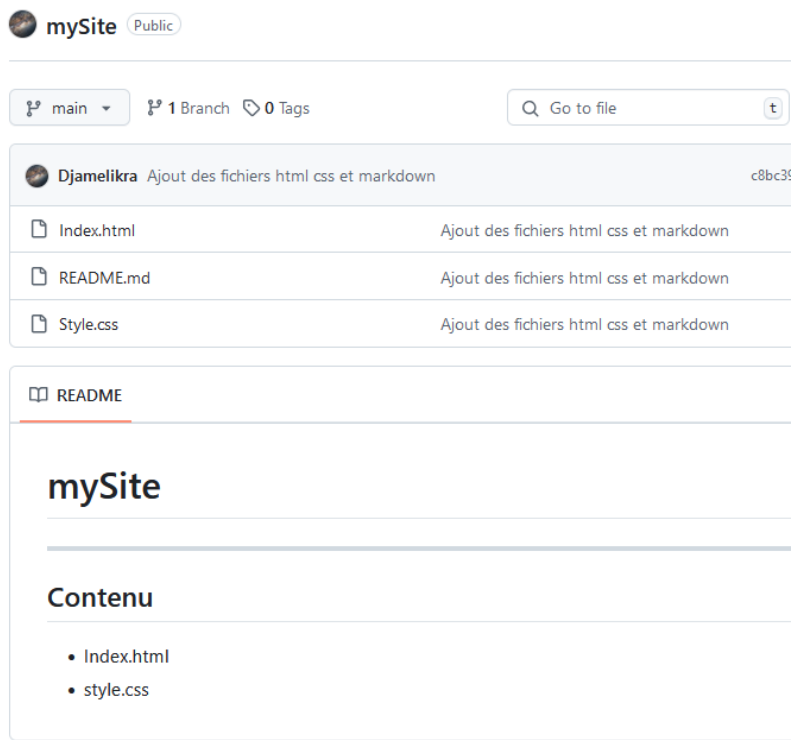 mySite Public
main 1 Branch 0 Tags Go to file t
Djamelikra Ajout des fichiers html css et markdown c8bc39
Index.html Ajout des fichiers html css et markdown
README.md Ajout des fichiers html css et markdown
Style.css Ajout des fichiers html css et markdown
README
mySite
Contenu
• Index.html
• style.css